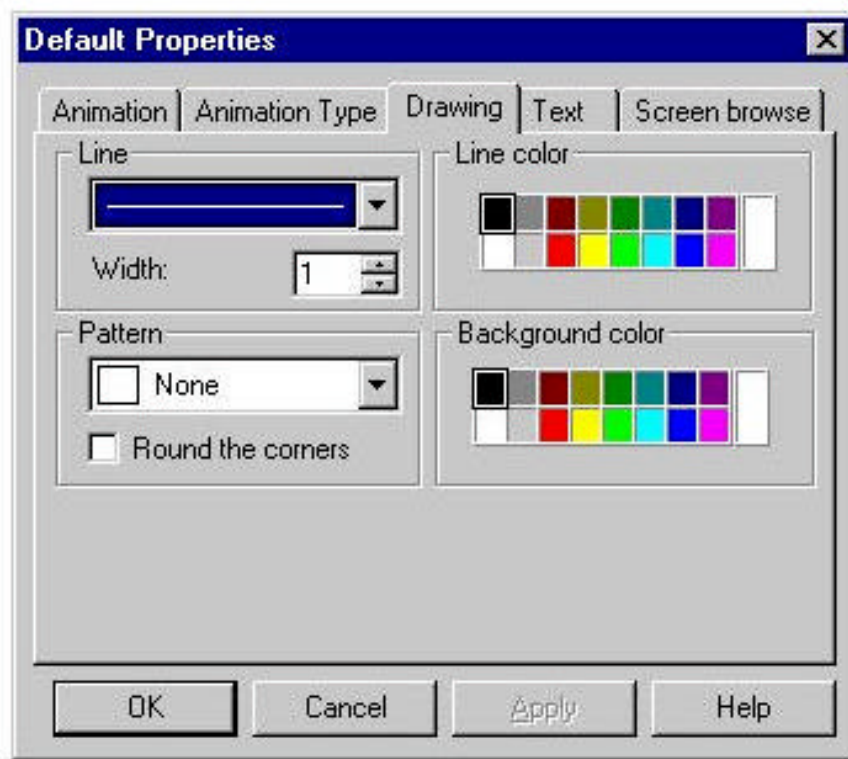 Default Properties
Animation Animation Type Drawing Text Screen browse
Line
Width: 1
Pattern
None
Round the corners
Line color
Background color
OK Cancel Apply Help